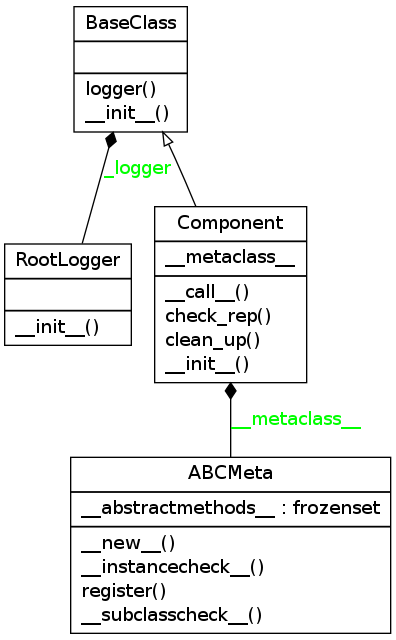 BaseClass
logger()
__init__()
_logger
RootLogger
__init__()
Component
__metaclass__
__call__()
check_rep()
clean_up()
__init__()
__metaclass__
ABCMeta
__abstractmethods__ : frozenset
__new__()
__instancecheck__()
register()
__subclasscheck__()